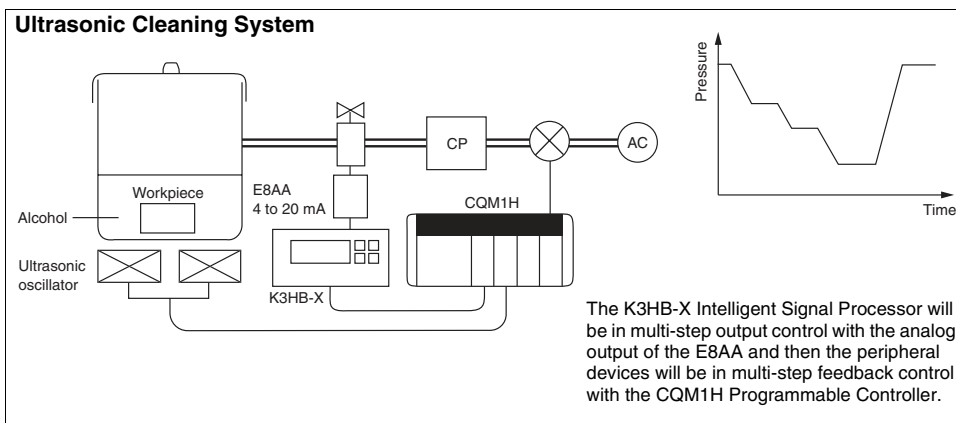 Ultrasonic Cleaning System
Pressure
CP
AC
Workpiece
E8AA
4 to 20 mA
CQM1H
Alcohol
Time
Ultrasonic
oscillator
K3HB-X
The K3HB-X Intelligent Signal Processor will
be in multi-step output control with the analog
output of the E8AA and then the peripheral
devices will be in multi-step feedback control
with the CQM1H Programmable Controller.